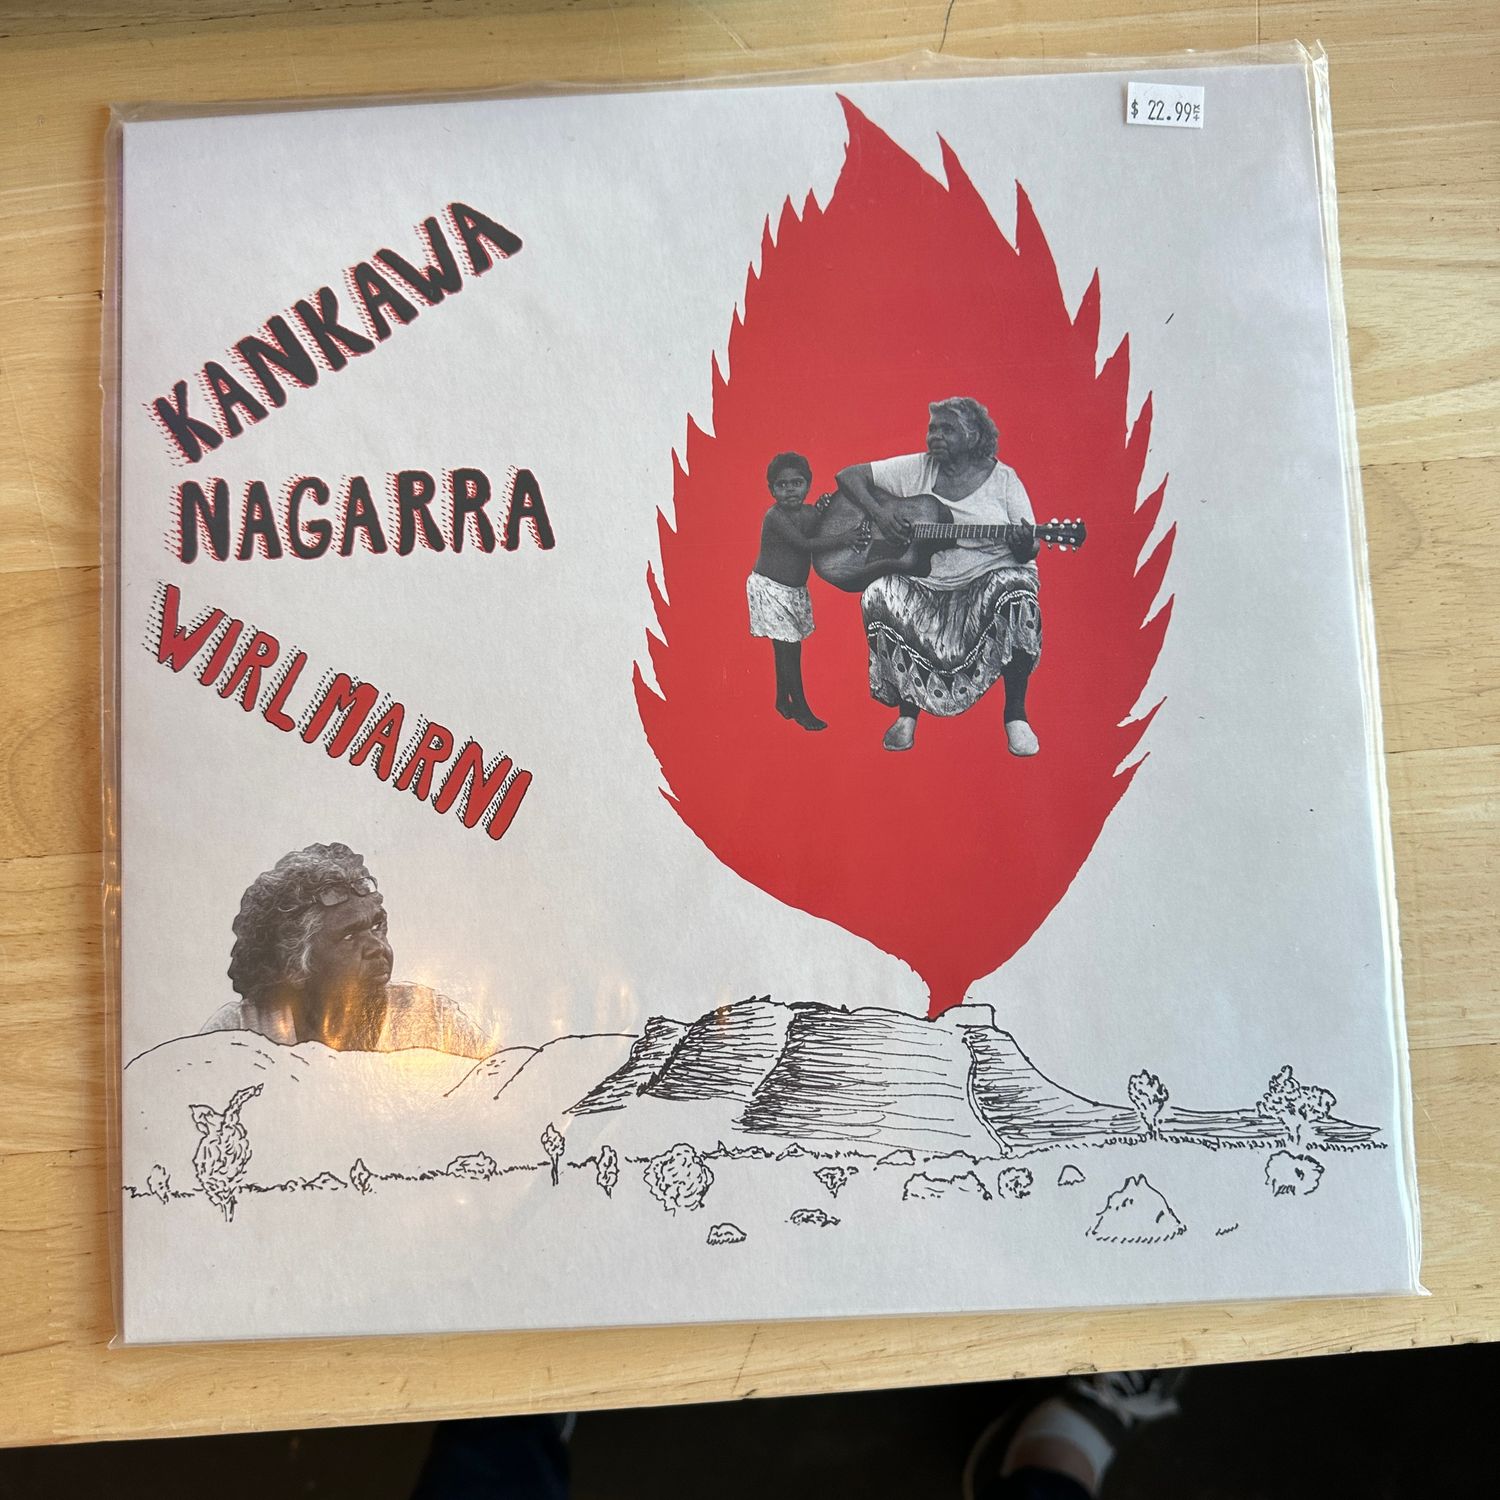 KANKAWA
NAGARRA
WIRLMARNI
$ 22.99